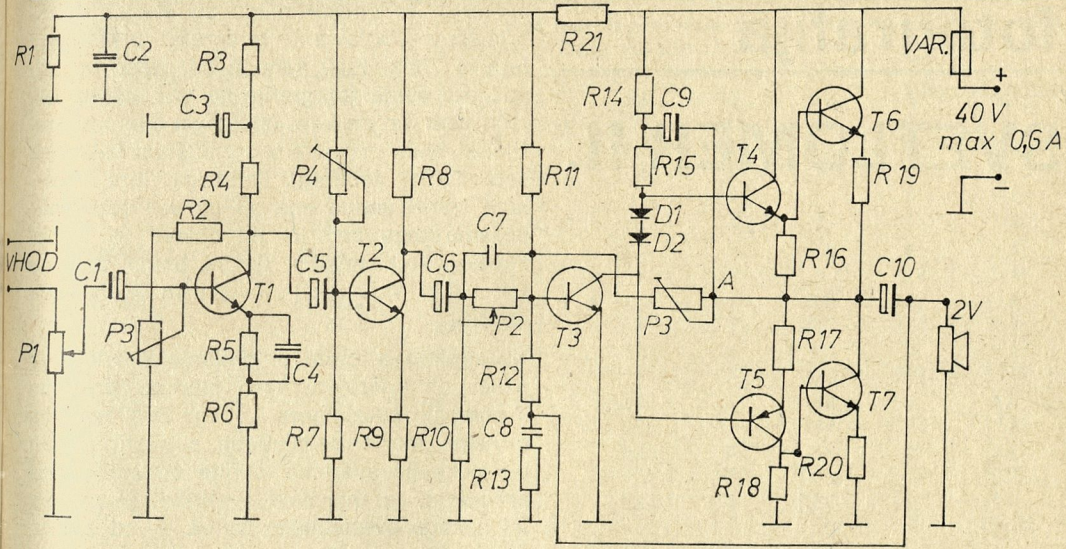 R1
C2
R3
C3
R4
R2
VHOD
C1
T1
P3
P1
R5
C4
R6
P4
R8
C5
T2
R7
R9
R10
C6
C7
P2
R11
R21
T3
R12
C8
R13
R14
C9
R15
D1
D2
P3
A
T4
R16
R17
T5
R18
T6
R19
C10
T7
R20
VAR.
+
40 V
max 0,6 A
–
2V